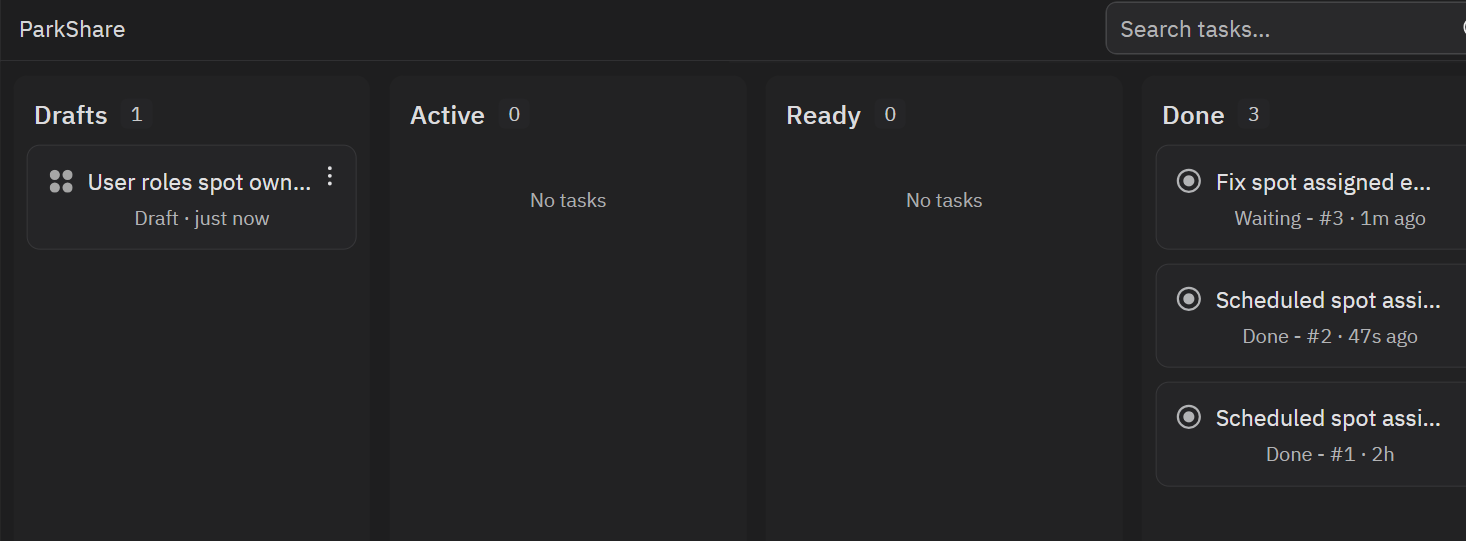 ParkShare
Search tasks...
Drafts 1
User roles spot own...
Draft · just now
Active 0
No tasks
Ready 0
No tasks
Done 3
Fix spot assigned e...
Waiting - #3 · 1m ago
Scheduled spot assi...
Done - #2 · 47s ago
Scheduled spot assi...
Done - #1 · 2h